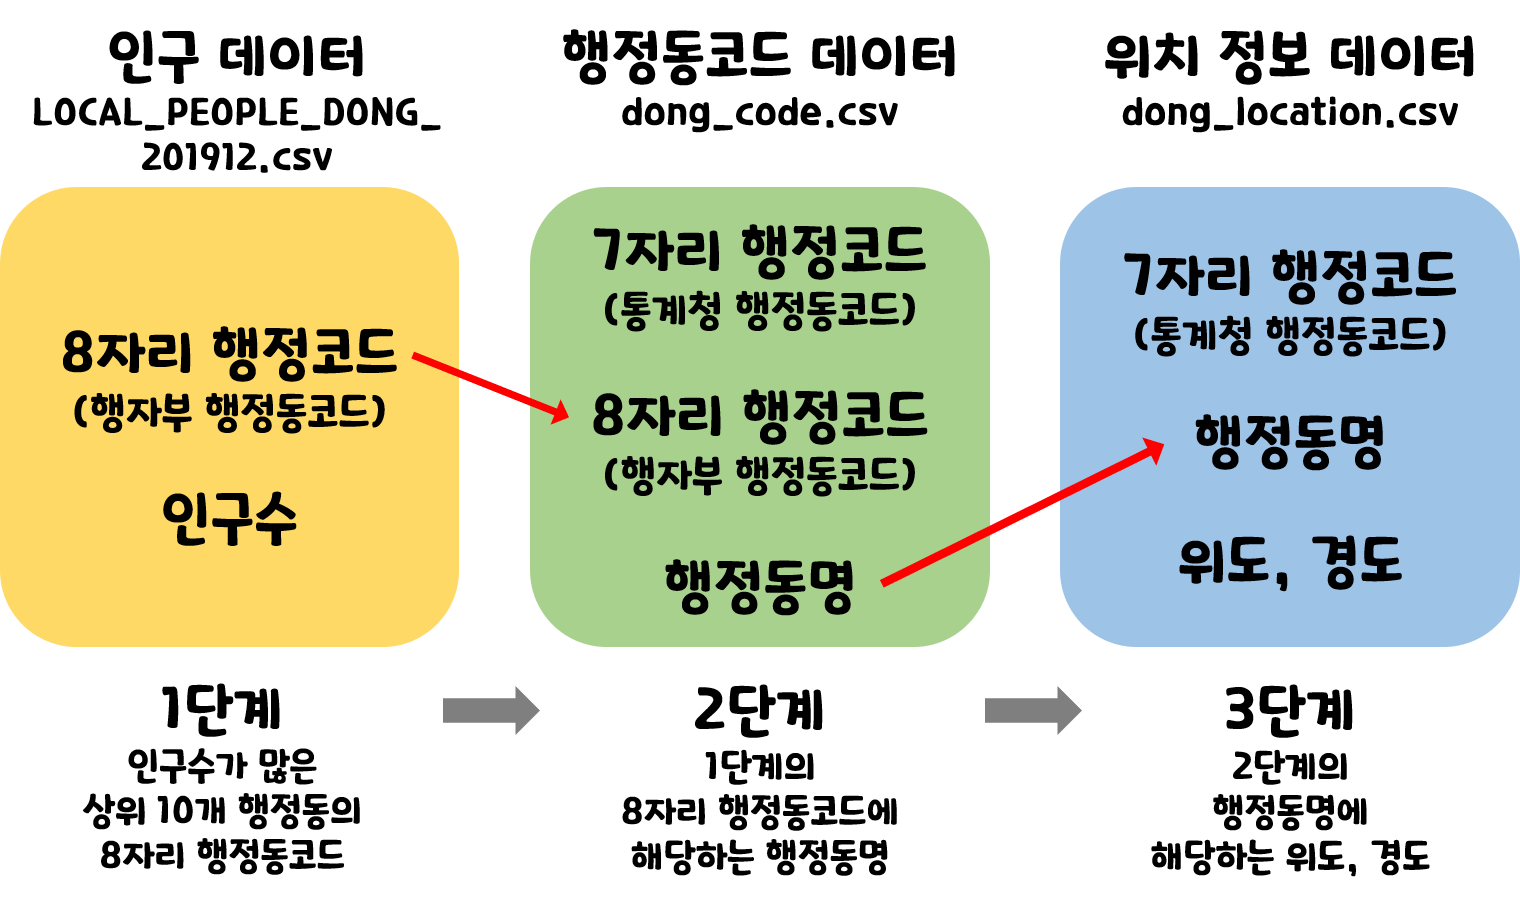 인구 데이터
LOCAL_PEOPLE_DONG_
201912.csv
8자리 행정코드
(행자부 행정동코드)
인구수
1단계
인구수가 많은
상위 10개 행정동의
8자리 행정동코드
행정동코드 데이터
dong_code.csv
7자리 행정코드
(통계청 행정동코드)
8자리 행정코드
(행자부 행정동코드)
행정동명
2단계
1단계의
8자리 행정동코드에
해당하는 행정동명
위치 정보 데이터
dong_location.csv
7자리 행정코드
(통계청 행정동코드)
행정동명
위도, 경도
3단계
2단계의
행정동명에
해당하는 위도, 경도